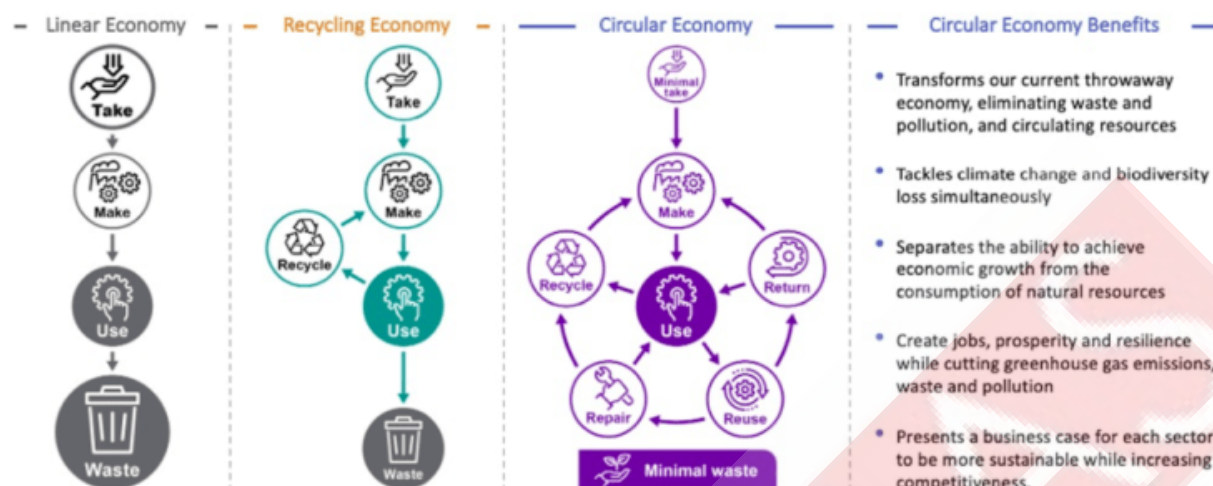 Linear Economy
Take
Make
Use
Waste
Recycling Economy
Take
Make
Recycle
Use
Waste
Circular Economy
Minimal
take
Make
Recycle
Return
Use
Repair
Reuse
Minimal waste
Circular Economy Benefits
• Transforms our current throwaway
economy, eliminating waste and
pollution, and circulating resources
• Tackles climate change and biodiversity
loss simultaneously
• Separates the ability to achieve
economic growth from the
consumption of natural resources
• Create jobs, prosperity and resilience
while cutting greenhouse gas emissions,
waste and pollution
• Presents a business case for each sector
to be more sustainable while increasing
competitiveness.